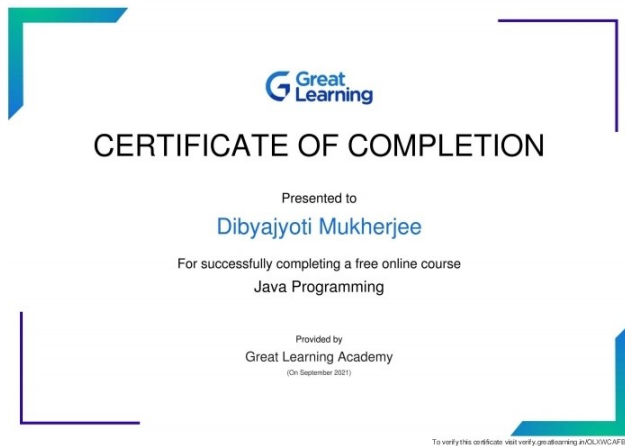 Great
Learning
CERTIFICATE OF COMPLETION
Presented to
Dibyajyoti Mukherjee
For successfully completing a free online course
Java Programming
Provided by
Great Learning Academy
(On September 2021)
To verify this certificate visit verify.greatlearning.in/OLXWCAFB